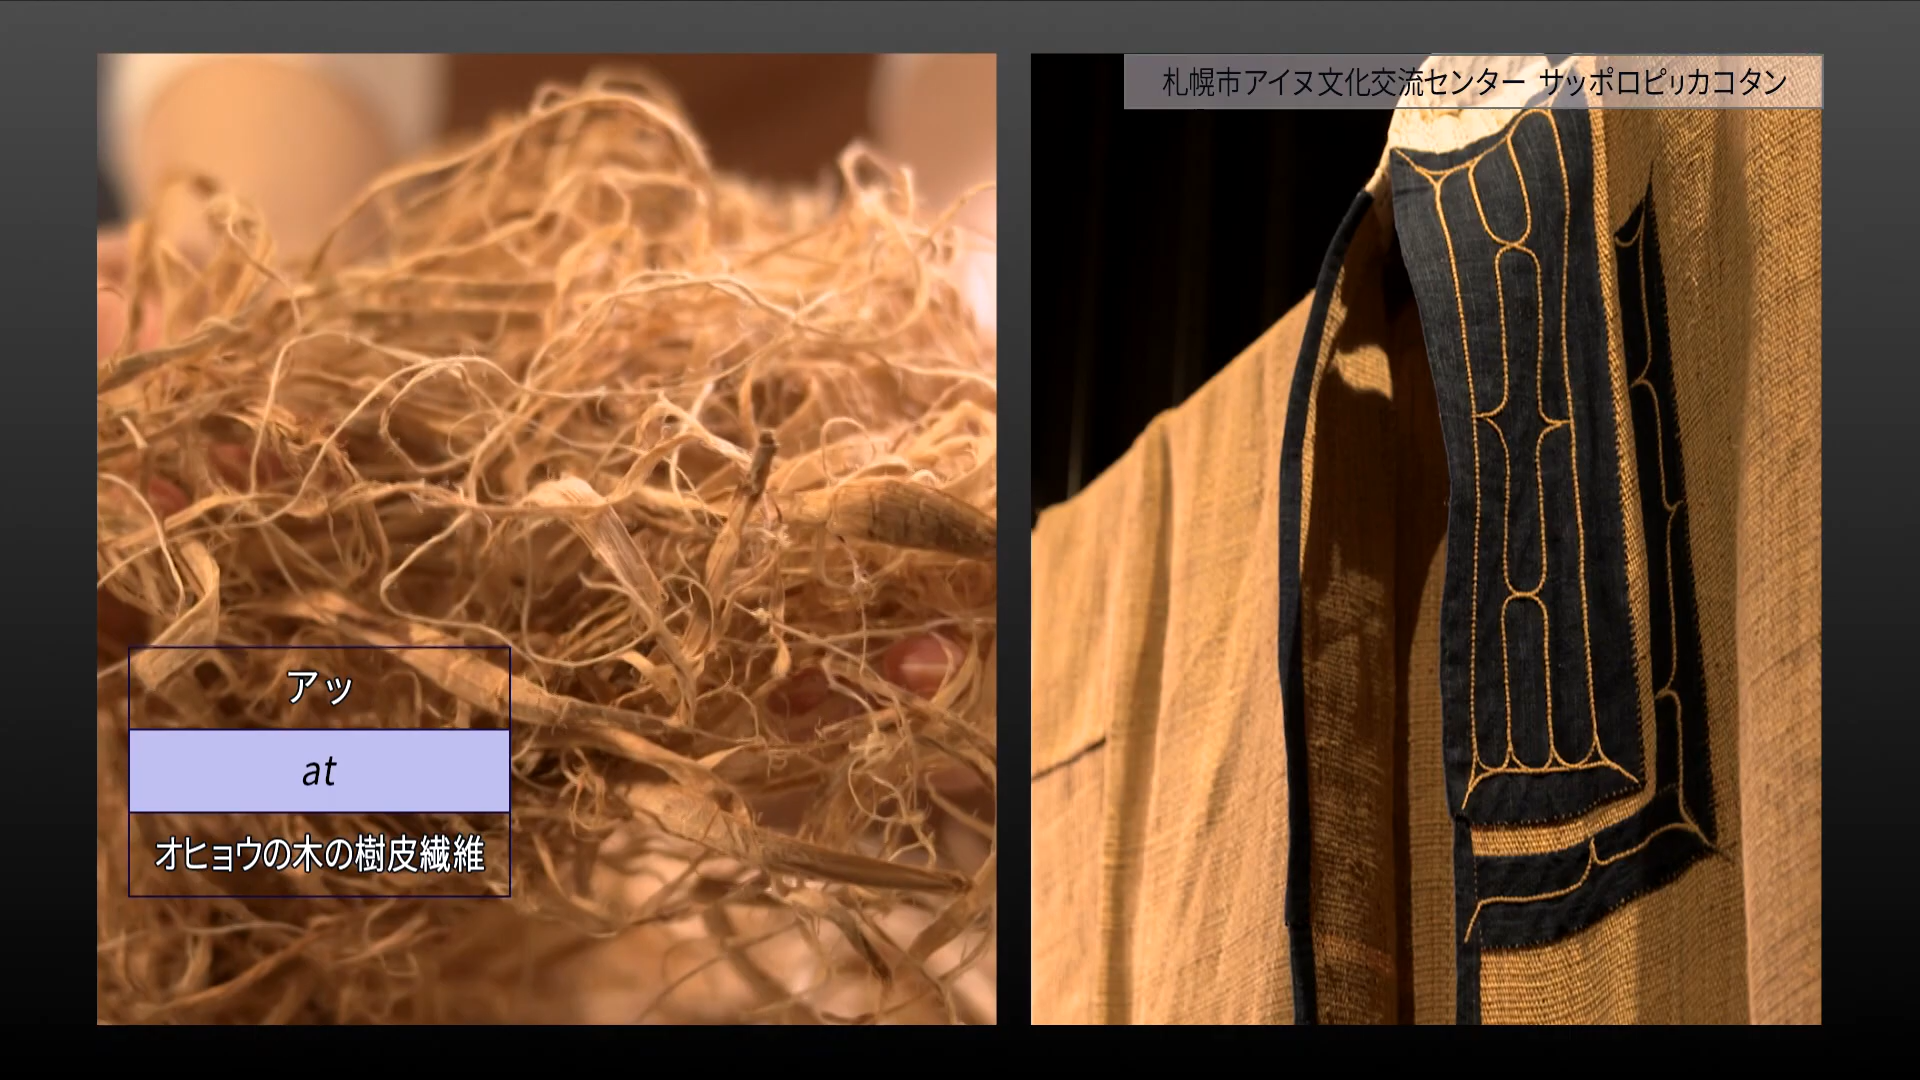 札幌市アイヌ文化交流センター サッポロピㇼカコタン
アッ
at
オヒョウの木の樹皮繊維